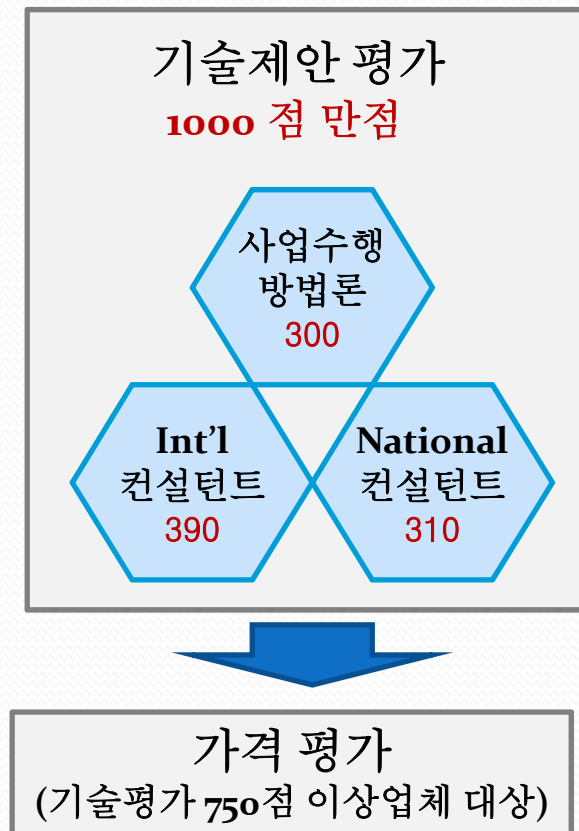 기술제안 평가
1000 점 만점
사업수행
방법론
300
Int’l
컨설턴트
390
National
컨설턴트
310
가격 평가
(기술평가 750점 이상업체 대상)